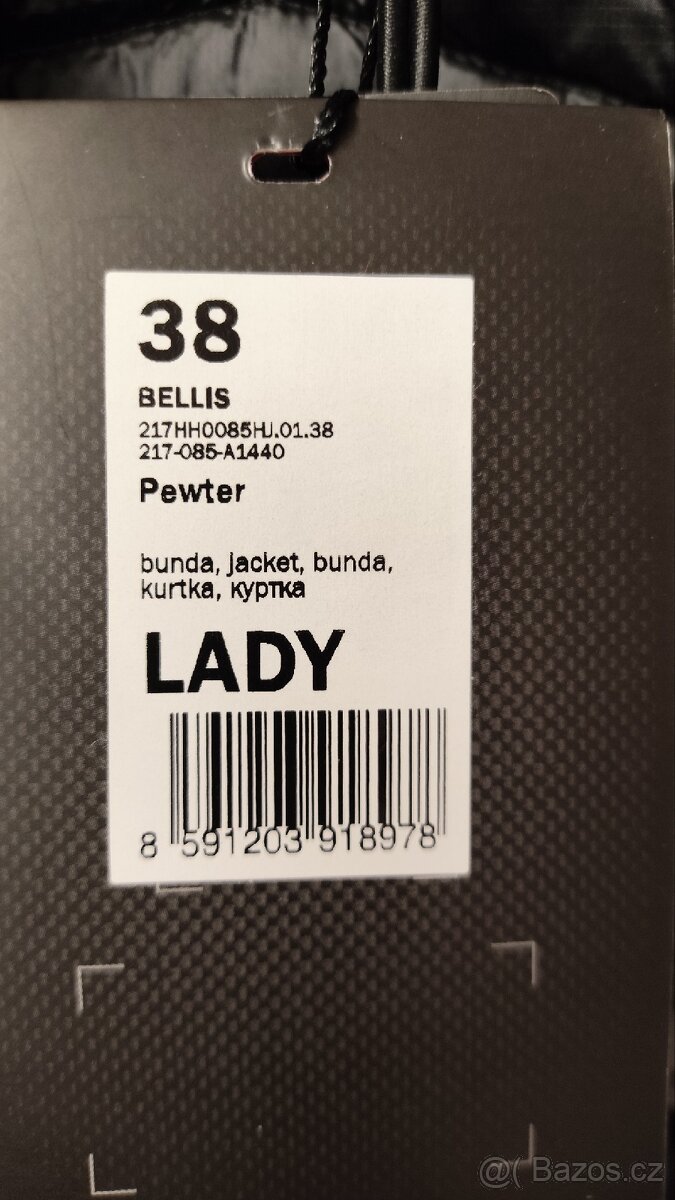 38
BELLIS
217HH0085HJ.01.38
217-085-A1440
Pewter
bunda, jacket, bunda,
kurtka, куртка
LADY
8 591203 918978
@( Bazos.cz